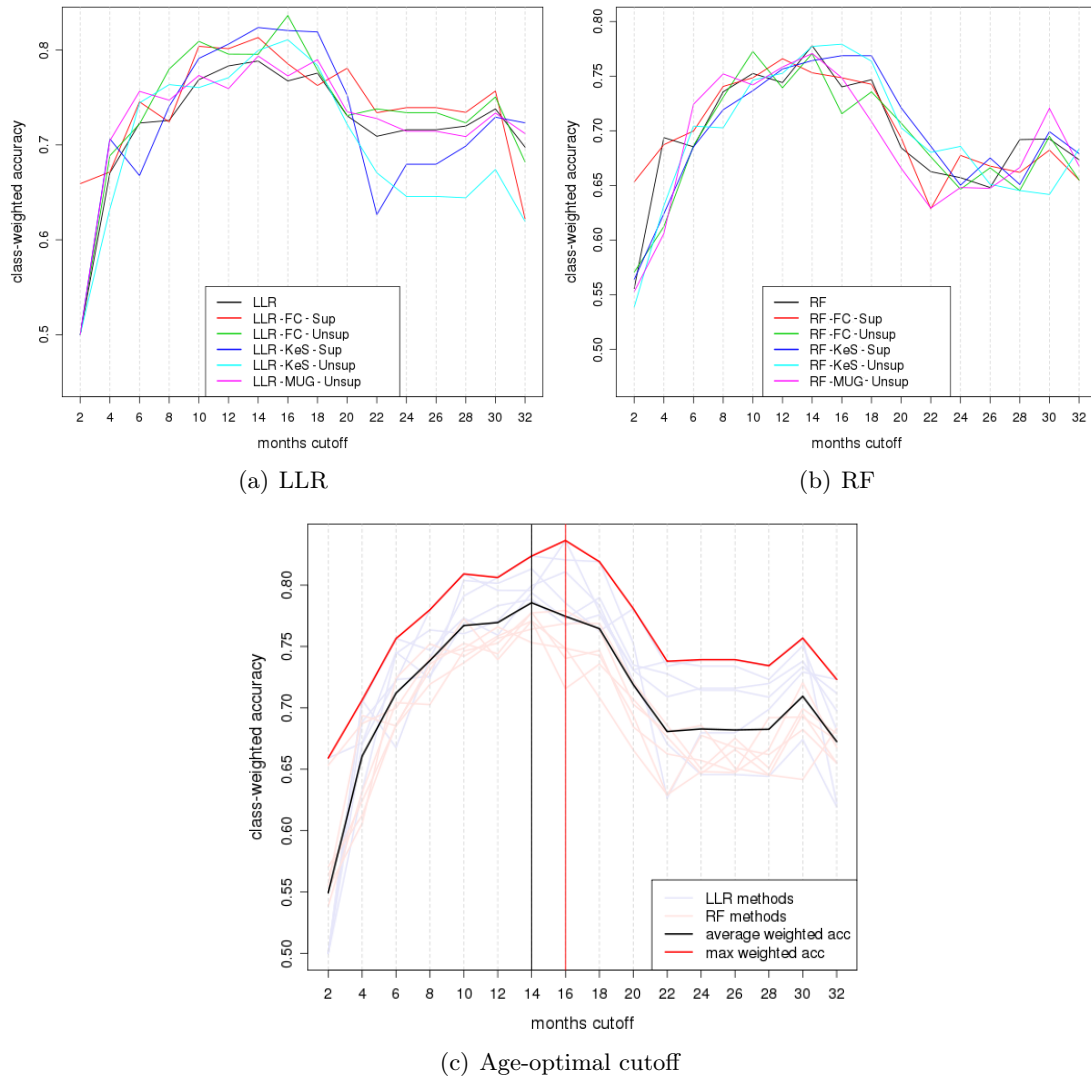 class-weighted accuracy
0.8
0.7
0.6
0.5
LLR
LLR-FC-Sup
LLR-FC-Unsup
LLR-KeS-Sup
LLR-KeS-Unsup
LLR-MUG-Unsup
2 4 6 8 10 12 14 16 18 20 22 24 26 28 30 32
months cutoff
(a) LLR
class-weighted accuracy
0.80
0.75
0.70
0.65
0.60
0.55
0.50
RF
RF-FC-Sup
RF-FC-Unsup
RF-KeS-Sup
RF-KeS-Unsup
RF-MUG-Unsup
2 4 6 8 10 12 14 16 18 20 22 24 26 28 30 32
months cutoff
(b) RF
class-weighted accuracy
0.80
0.75
0.70
0.65
0.60
0.55
0.50
LLR methods
RF methods
average weighted acc
max weighted acc
2 4 6 8 10 12 14 16 18 20 22 24 26 28 30 32
months cutoff
(c) Age-optimal cutoff